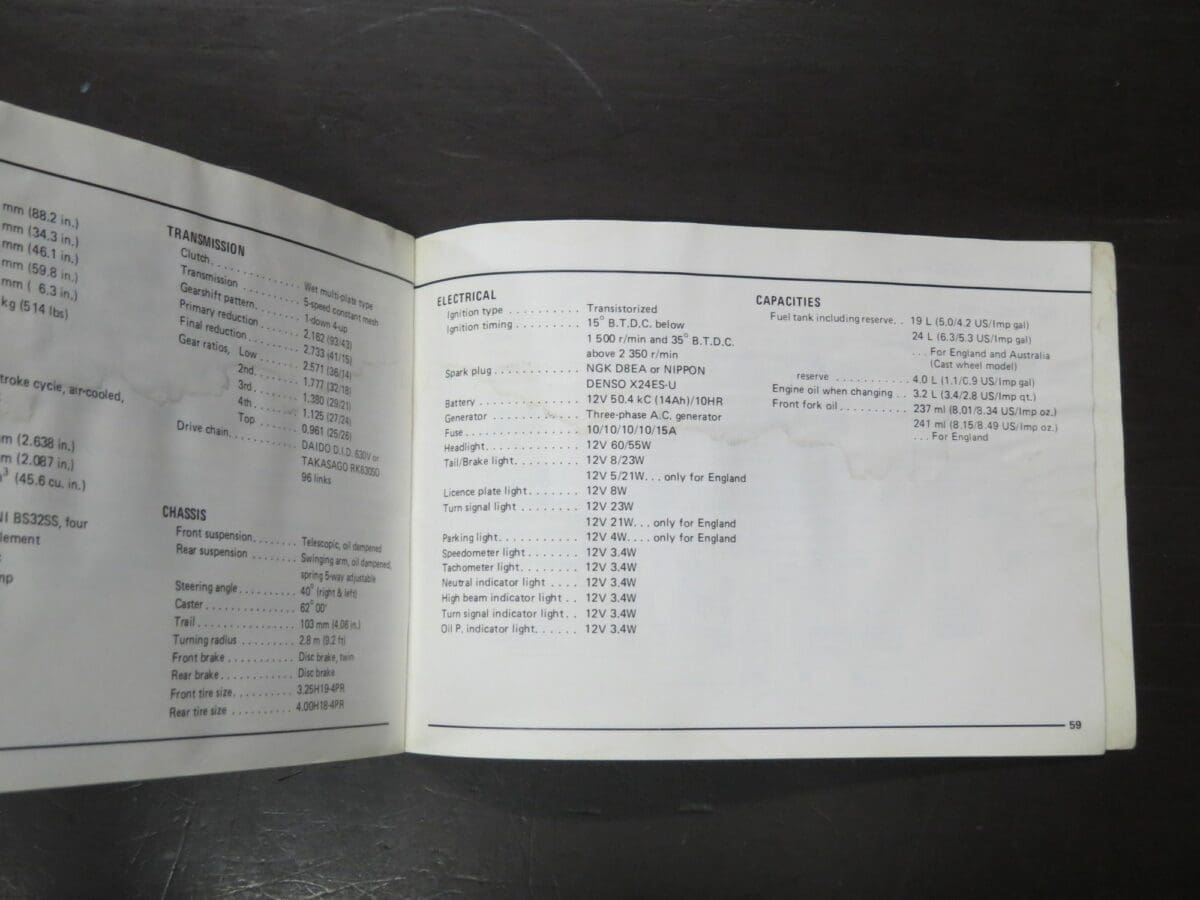 mm (88.2 in.)
mm (34.3 in.)
mm (46.1 in.)
mm (59.8 in.)
mm ( 6.3 in.)
kg (514 lbs)
troke cycle, air-cooled,
m (2.638 in.)
m (2.087 in.)
³ (45.6 cu. in.)
NI BS32SS, four
lement
mp
TRANSMISSION
Clutch. . . . . . . . . . . . . . . Wet multi-plate type
Transmission . . . . . . . . . 5-speed constant mesh
Gearshift pattern. . . . . . . 1-down 4-up
Primary reduction . . . . . . 2.162 (93/43)
Final reduction . . . . . . . . 2.733 (41/15)
Gear ratios, Low . . . . . . . 2.571 (36/14)
2nd. . . . . . . . 1.777 (32/18)
3rd. . . . . . . . 1.380 (29/21)
4th. . . . . . . . 1.125 (27/24)
Top . . . . . . . 0.961 (25/26)
Drive chain. . . . . . . . . . . . DAIDO D.I.D. 630V or
TAKASAGO RK63050
96 links
CHASSIS
Front suspension. . . . . . . Telescopic, oil dampened
Rear suspension . . . . . . . Swinging arm, oil dampened,
spring 5-way adjustable
Steering angle . . . . . . . . . 40° (right & left)
Caster . . . . . . . . . . . . . . 62° 00'
Trail . . . . . . . . . . . . . . . 103 mm (4.06 in.)
Turning radius . . . . . . . . 2.8 m (9.2 ft)
Front brake . . . . . . . . . . Disc brake, twin
Rear brake. . . . . . . . . . . Disc brake
Front tire size. . . . . . . . . 3.25H19-4PR
Rear tire size . . . . . . . . . 4.00H18-4PR
ELECTRICAL
Ignition type . . . . . . . . . . Transistorized
Ignition timing . . . . . . . . . 15° B.T.D.C. below
1 500 r/min and 35° B.T.D.C.
above 2 350 r/min
Spark plug . . . . . . . . . . . . NGK D8EA or NIPPON
DENSO X24ES-U
Battery . . . . . . . . . . . . . . 12V 50.4 kC (14Ah)/10HR
Generator . . . . . . . . . . . . Three-phase A.C. generator
Fuse . . . . . . . . . . . . . . . . 10/10/10/10/15A
Headlight. . . . . . . . . . . . . 12V 60/55W
Tail/Brake light. . . . . . . . . 12V 8/23W
12V 5/21W. . . only for England
Licence plate light. . . . . . . 12V 8W
Turn signal light . . . . . . . . 12V 23W
12V 21W. . . only for England
Parking light. . . . . . . . . . . 12V 4W. . . . only for England
Speedometer light . . . . . . . 12V 3.4W
Tachometer light. . . . . . . . 12V 3.4W
Neutral indicator light . . . . 12V 3.4W
High beam indicator light . . 12V 3.4W
Turn signal indicator light . . 12V 3.4W
Oil P. indicator light. . . . . . 12V 3.4W
CAPACITIES
Fuel tank including reserve. . 19 L (5.0/4.2 US/Imp gal)
24 L (6.3/5.3 US/Imp gal)
. . . For England and Australia
(Cast wheel model)
reserve . . . . . . . . . . . 4.0 L (1.1/0.9 US/Imp gal)
Engine oil when changing . . 3.2 L (3.4/2.8 US/Imp qt.)
Front fork oil . . . . . . . . . . 237 ml (8.01/8.34 US/Imp oz.)
241 ml (8.15/8.49 US/Imp oz.)
. . . For England
59